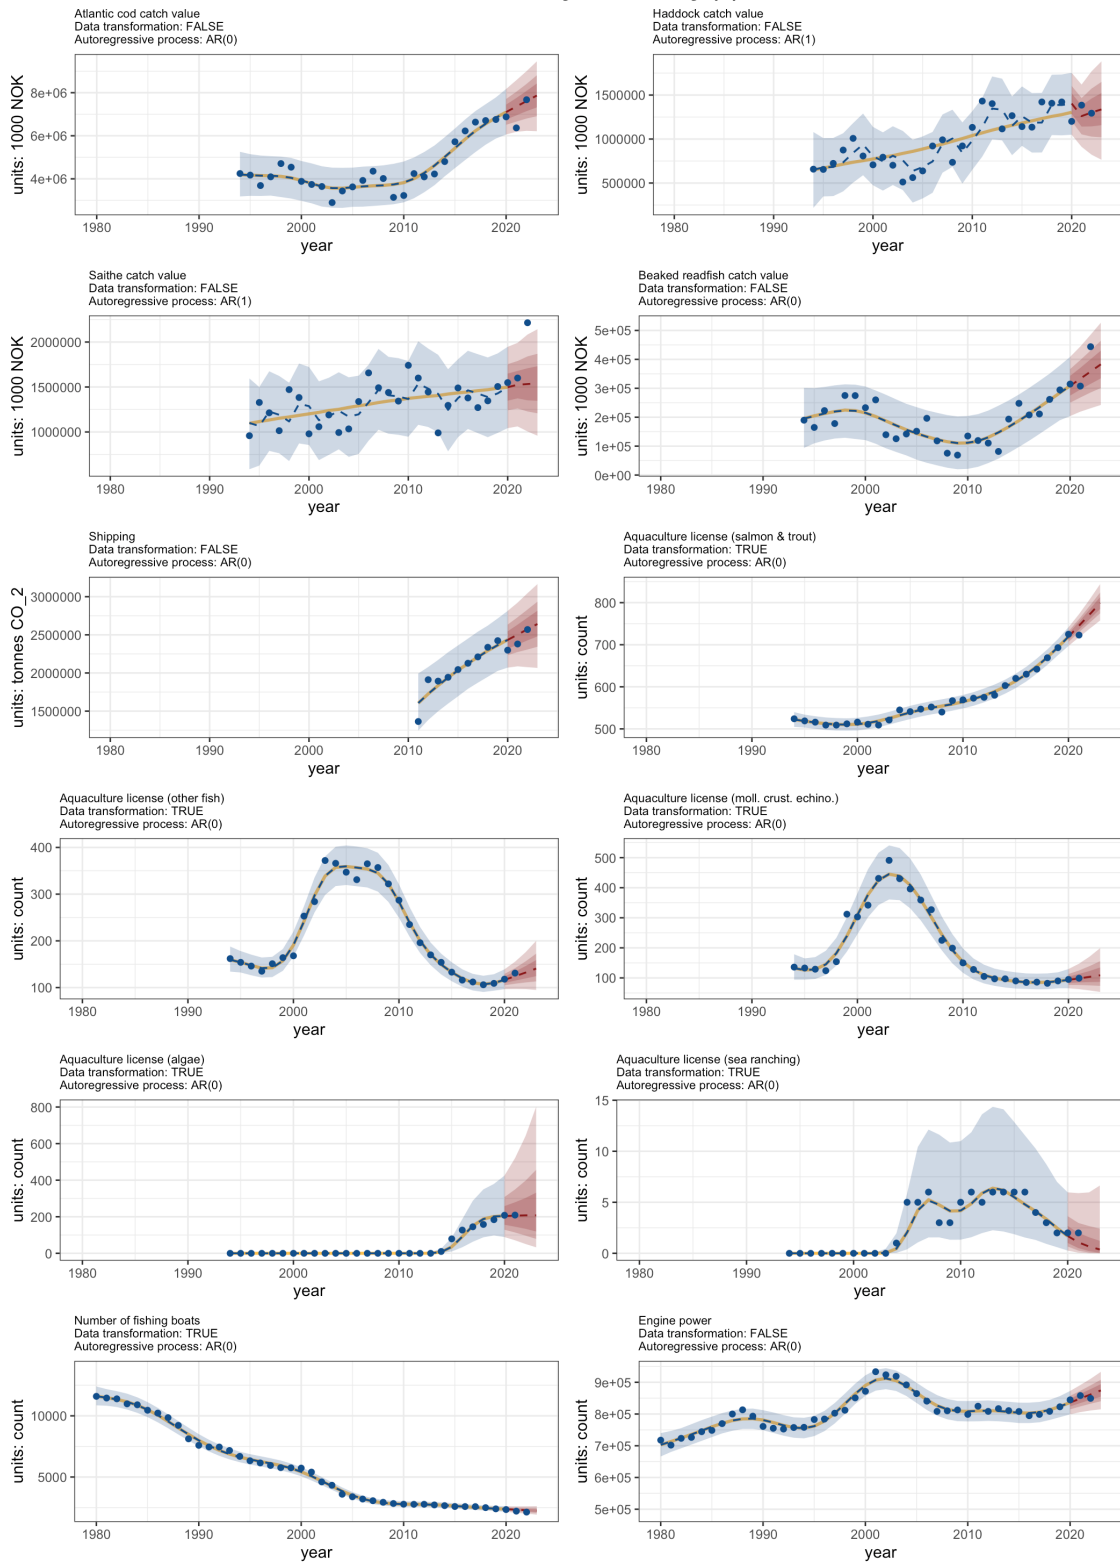 Atlantic cod catch value
Data transformation: FALSE
Autoregressive process: AR(0)
units: 1000 NOK
8e+06
6e+06
4e+06
1980 1990 2000 2010 2020
year
Haddock catch value
Data transformation: FALSE
Autoregressive process: AR(1)
units: 1000 NOK
1500000
1000000
500000
1980 1990 2000 2010 2020
year
Saithe catch value
Data transformation: FALSE
Autoregressive process: AR(1)
units: 1000 NOK
2000000
1500000
1000000
1980 1990 2000 2010 2020
year
Beaked readfish catch value
Data transformation: FALSE
Autoregressive process: AR(0)
units: 1000 NOK
5e+05
4e+05
3e+05
2e+05
1e+05
0e+00
1980 1990 2000 2010 2020
year
Shipping
Data transformation: FALSE
Autoregressive process: AR(0)
units: tonnes CO_2
3000000
2500000
2000000
1500000
1980 1990 2000 2010 2020
year
Aquaculture license (salmon & trout)
Data transformation: TRUE
Autoregressive process: AR(0)
units: count
800
700
600
500
1980 1990 2000 2010 2020
year
Aquaculture license (other fish)
Data transformation: TRUE
Autoregressive process: AR(0)
units: count
400
300
200
100
1980 1990 2000 2010 2020
year
Aquaculture license (moll. crust. echino.)
Data transformation: TRUE
Autoregressive process: AR(0)
units: count
500
400
300
200
100
1980 1990 2000 2010 2020
year
Aquaculture license (algae)
Data transformation: TRUE
Autoregressive process: AR(0)
units: count
800
600
400
200
0
1980 1990 2000 2010 2020
year
Aquaculture license (sea ranching)
Data transformation: TRUE
Autoregressive process: AR(0)
units: count
15
10
5
0
1980 1990 2000 2010 2020
year
Number of fishing boats
Data transformation: TRUE
Autoregressive process: AR(0)
units: count
10000
5000
1980 1990 2000 2010 2020
year
Engine power
Data transformation: FALSE
Autoregressive process: AR(0)
units: count
9e+05
8e+05
7e+05
6e+05
5e+05
1980 1990 2000 2010 2020
year